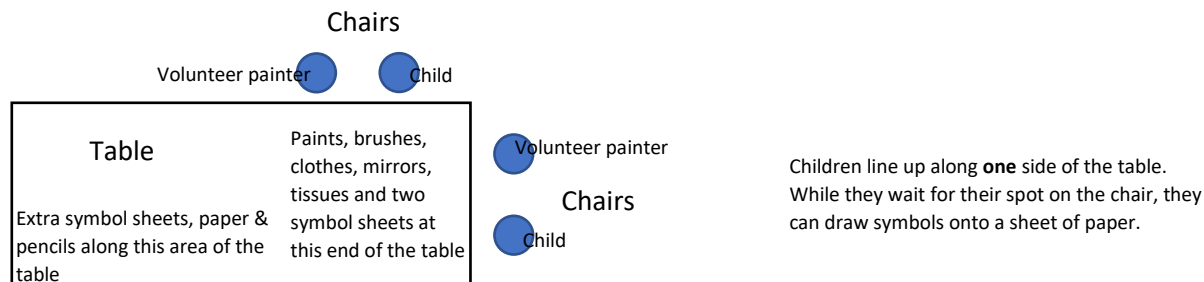 Chairs
Volunteer painter
Child
Table
Extra symbol sheets, paper &
pencils along this area of the
table
Paints, brushes,
clothes, mirrors,
tissues and two
symbol sheets at
this end of the table
Volunteer painter
Chairs
Child
Children line up along one side of the table.
While they wait for their spot on the chair, they
can draw symbols onto a sheet of paper.